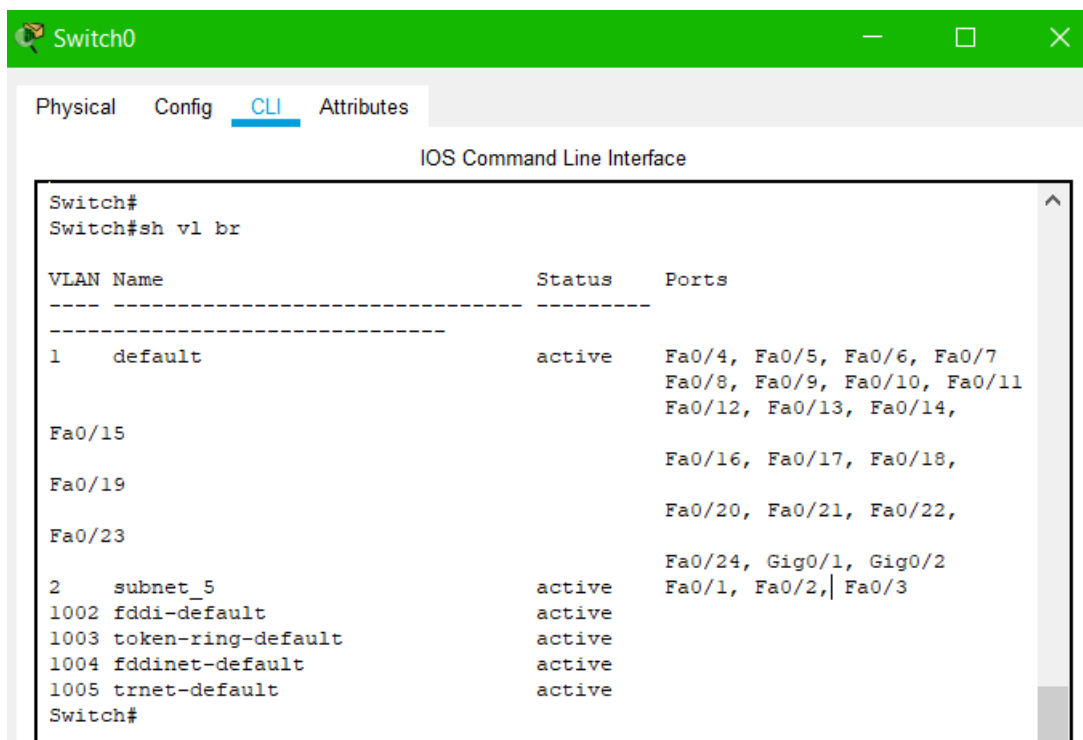 Switch0
Physical Config CLI Attributes
IOS Command Line Interface
Switch#
Switch#sh vl br
VLAN Name Status Ports
---- -------------------------------- ---------
-------------------------------
1 default active Fa0/4, Fa0/5, Fa0/6, Fa0/7
Fa0/8, Fa0/9, Fa0/10, Fa0/11
Fa0/12, Fa0/13, Fa0/14,
Fa0/15
Fa0/16, Fa0/17, Fa0/18,
Fa0/19
Fa0/20, Fa0/21, Fa0/22,
Fa0/23
Fa0/24, Gig0/1, Gig0/2
2 subnet_5 active Fa0/1, Fa0/2, Fa0/3
1002 fddi-default active
1003 token-ring-default active
1004 fddinet-default active
1005 trnet-default active
Switch#